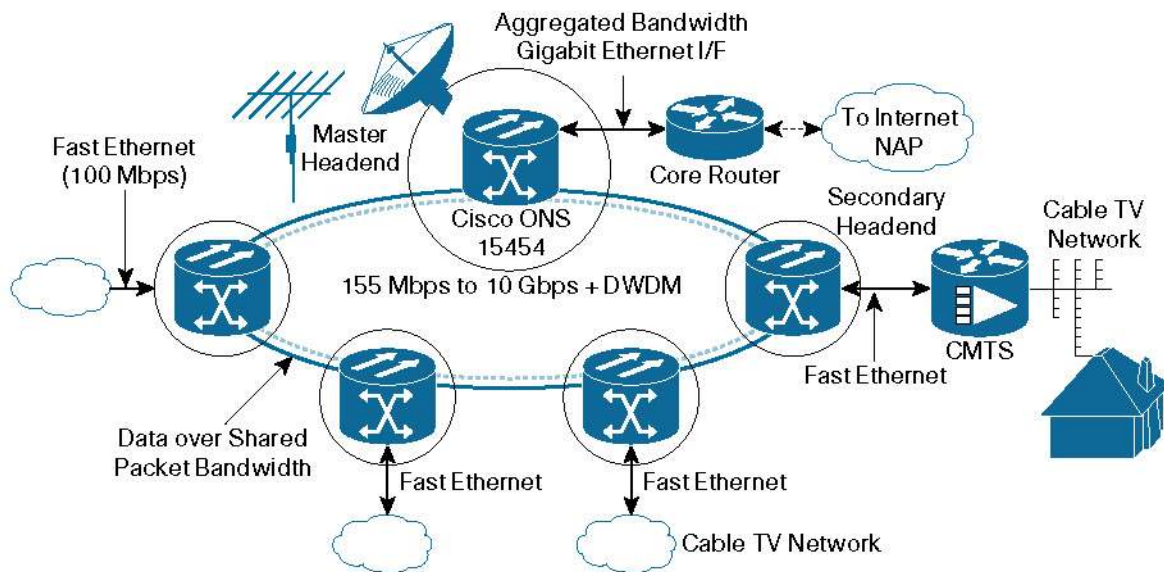 Aggregated Bandwidth
Gigabit Ethernet I/F
Master
Headend
To Internet
NAP
Fast Ethernet
(100 Mbps)
Core Router
Cisco ONS
15454
Secondary
Headend
Cable TV
Network
155 Mbps to 10 Gbps + DWDM
CMTS
Fast Ethernet
Data over Shared
Packet Bandwidth
Fast Ethernet
Fast Ethernet
Cable TV Network